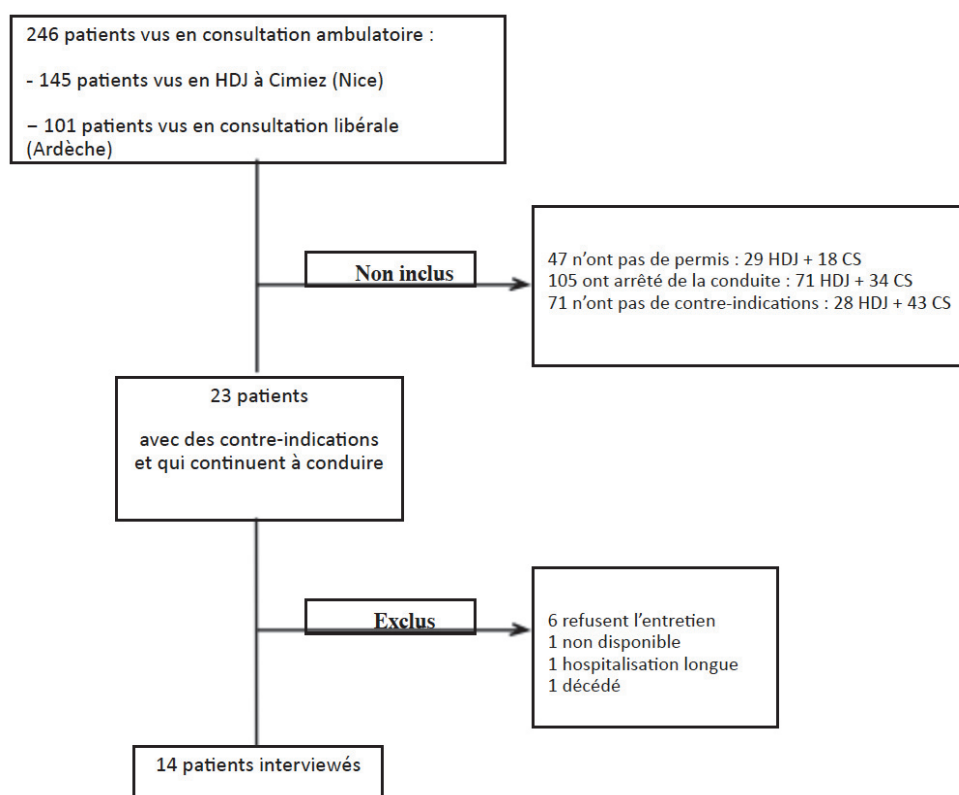 246 patients vus en consultation ambulatoire :
- 145 patients vus en HDJ à Cimiez (Nice)
– 101 patients vus en consultation libérale
(Ardèche)
Non inclus
47 n’ont pas de permis : 29 HDJ + 18 CS
105 ont arrêté de la conduite : 71 HDJ + 34 CS
71 n’ont pas de contre-indications : 28 HDJ + 43 CS
23 patients
avec des contre-indications
et qui continuent à conduire
Exclus
6 refusent l’entretien
1 non disponible
1 hospitalisation longue
1 décédé
14 patients interviewés